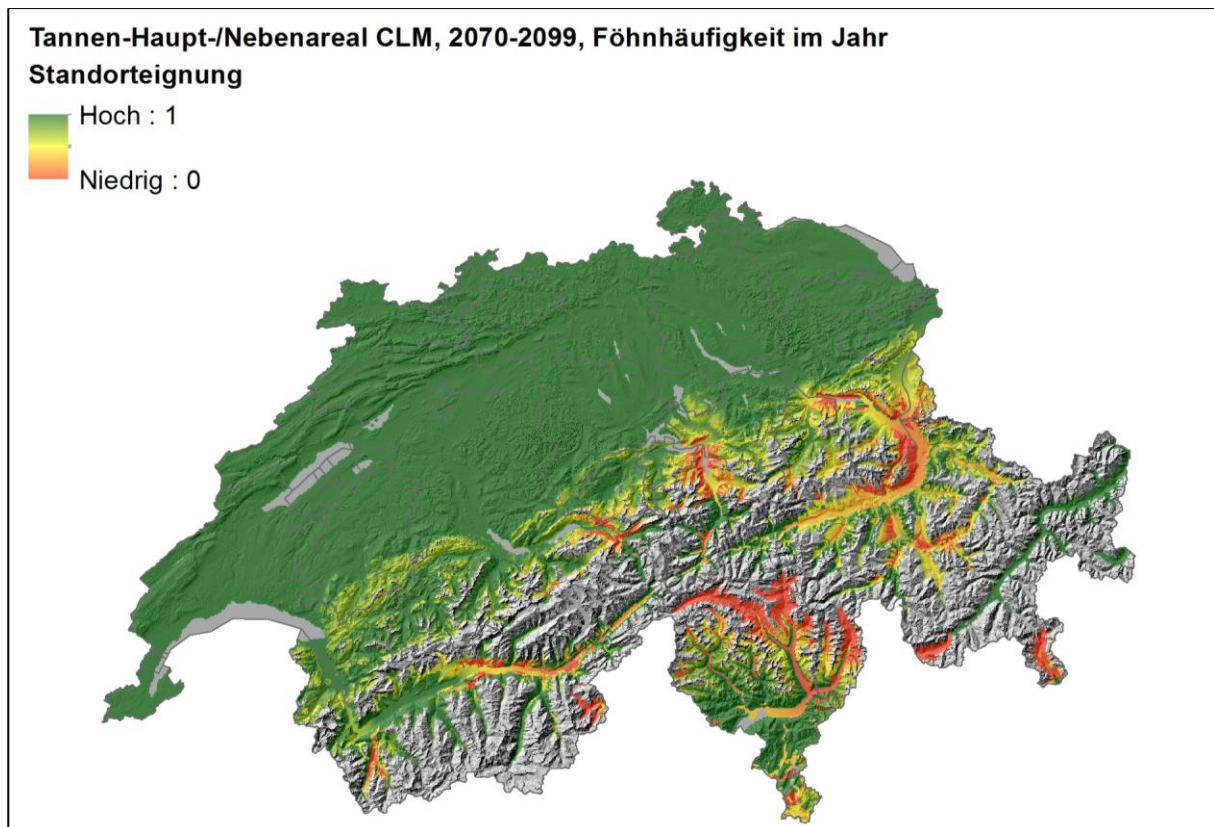 Tannen-Haupt-/Nebenareal CLM, 2070-2099, Föhnhäufigkeit im Jahr
Standorteignung
Hoch : 1
Niedrig : 0